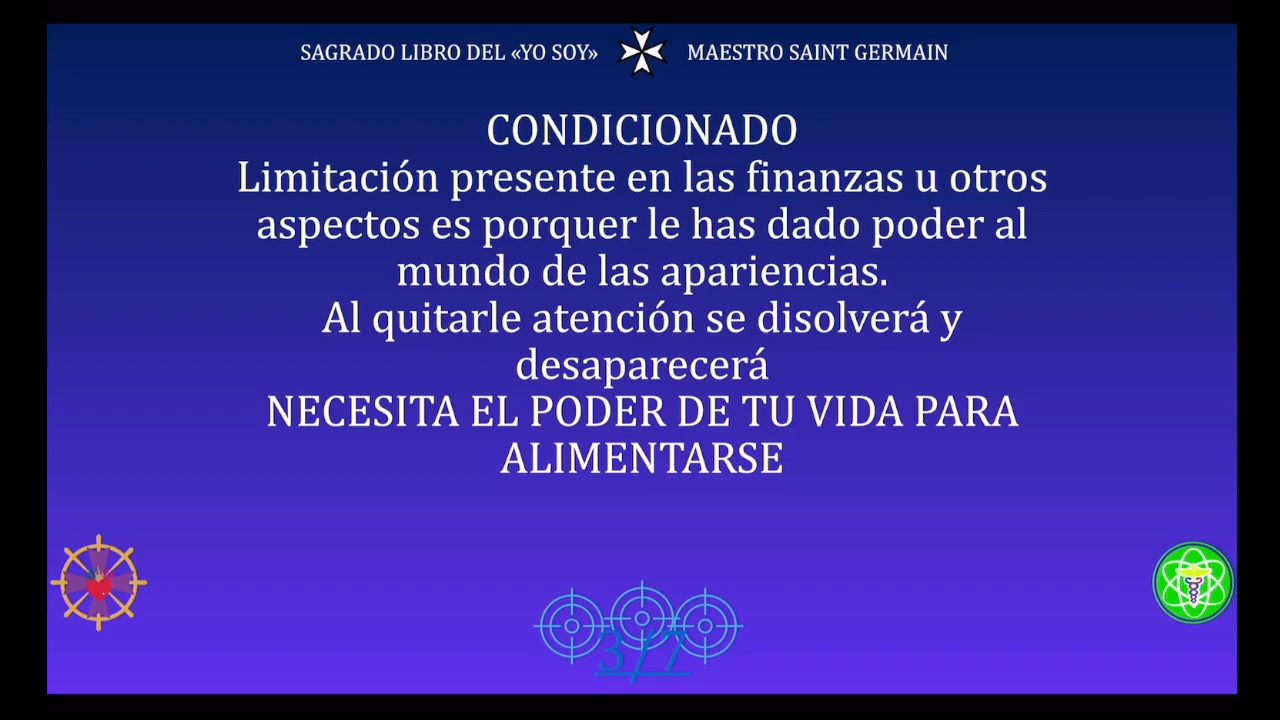 SAGRADO LIBRO DEL «YO SOY» MAESTRO SAINT GERMAIN
CONDICIONADO
Limitación presente en las finanzas u otros
aspectos es porquer le has dado poder al
mundo de las apariencias.
Al quitarle atención se disolverá y
desaparecerá
NECESITA EL PODER DE TU VIDA PARA
ALIMENTARSE
3/7